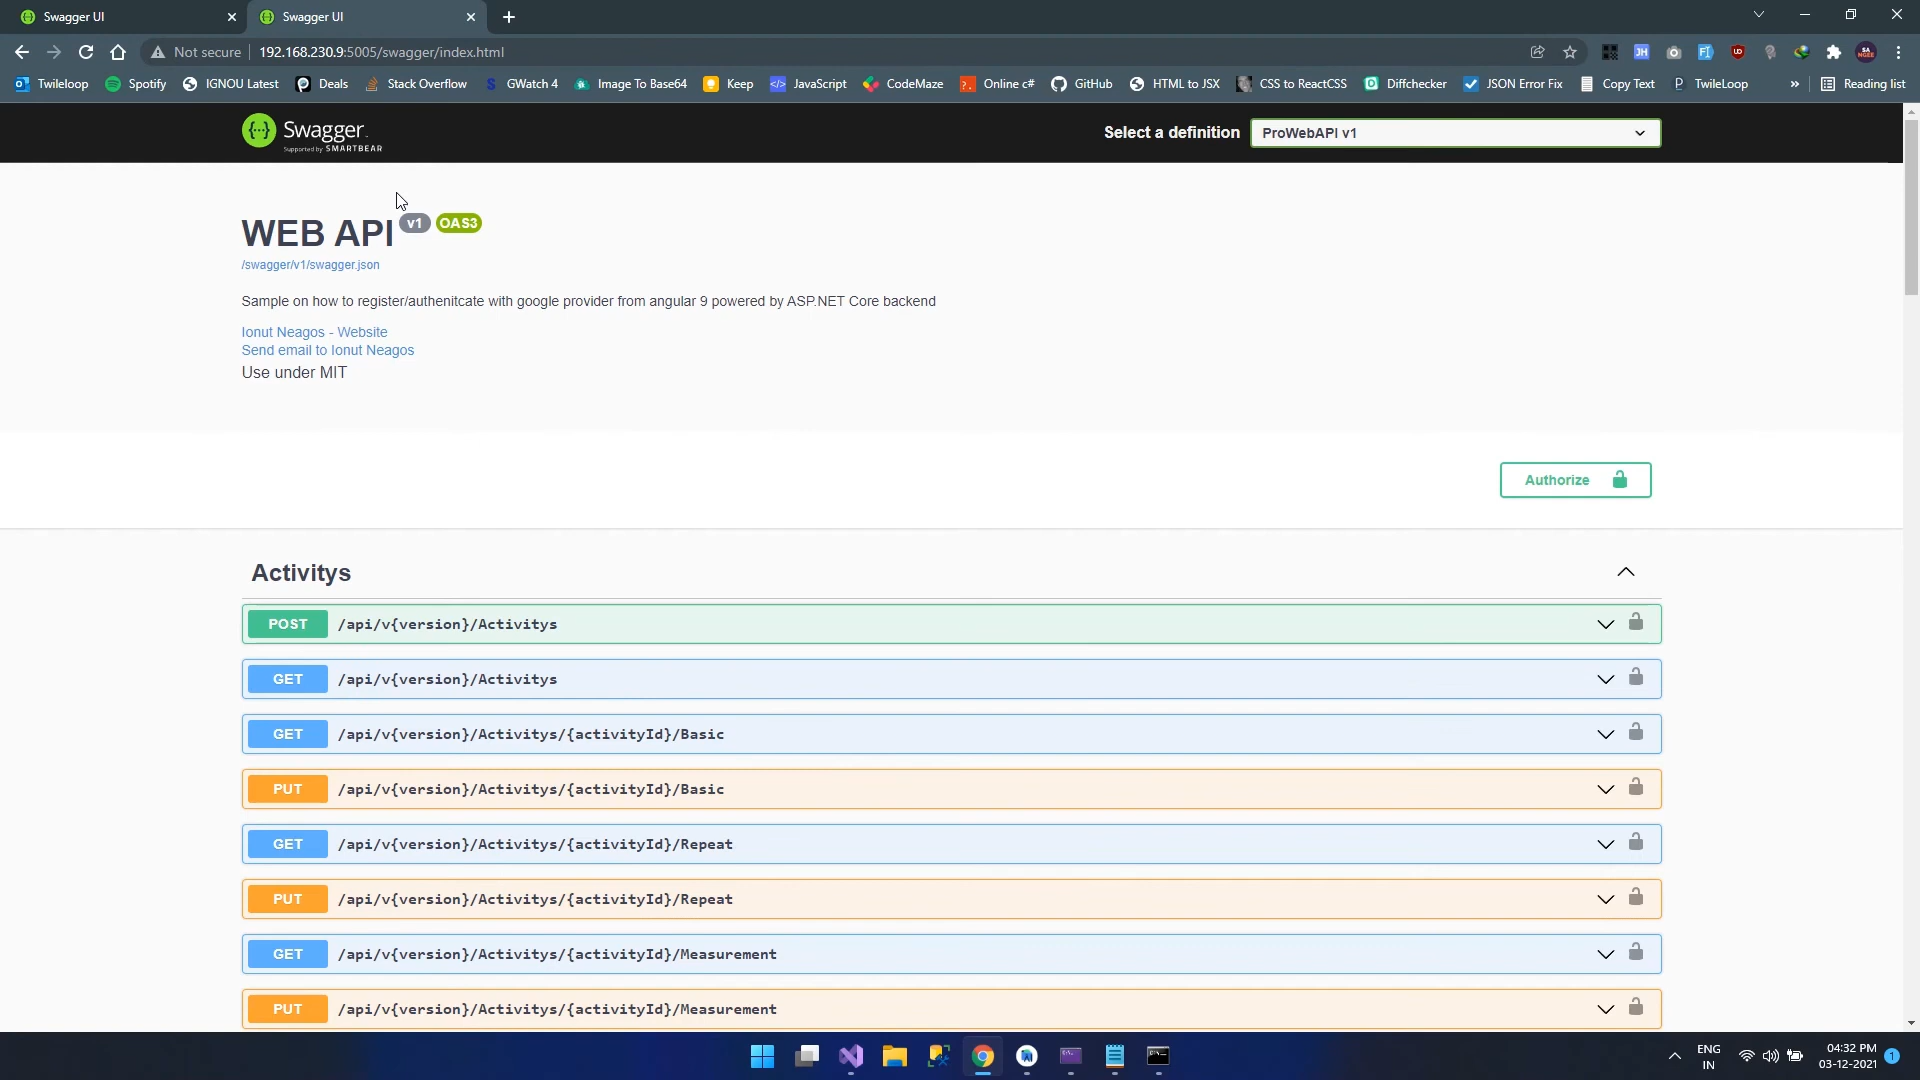 Swagger UI
Swagger UI
Not secure
192.168.230.9:5005/swagger/index.html
Twileloop
Spotify
IGNOU Latest
Deals
Stack Overflow
GWatch 4
Image To Base64
Keep
JavaScript
CodeMaze
Online c#
GitHub
HTML to JSX
CSS to ReactCSS
Diffchecker
JSON Error Fix
Copy Text
TwileLoop
»
Reading list
Swagger.
Supported by SMARTBEAR
Select a definition
ProWebAPI v1
WEB API v1 OAS3
/swagger/v1/swagger.json
Sample on how to register/authenitcate with google provider from angular 9 powered by ASP.NET Core backend
Ionut Neagos - Website
Send email to Ionut Neagos
Use under MIT
Authorize
Activitys
POST /api/v{version}/Activitys
GET /api/v{version}/Activitys
GET /api/v{version}/Activitys/{activityId}/Basic
PUT /api/v{version}/Activitys/{activityId}/Basic
GET /api/v{version}/Activitys/{activityId}/Repeat
PUT /api/v{version}/Activitys/{activityId}/Repeat
GET /api/v{version}/Activitys/{activityId}/Measurement
PUT /api/v{version}/Activitys/{activityId}/Measurement
ENG
IN
04:32 PM
03-12-2021
1